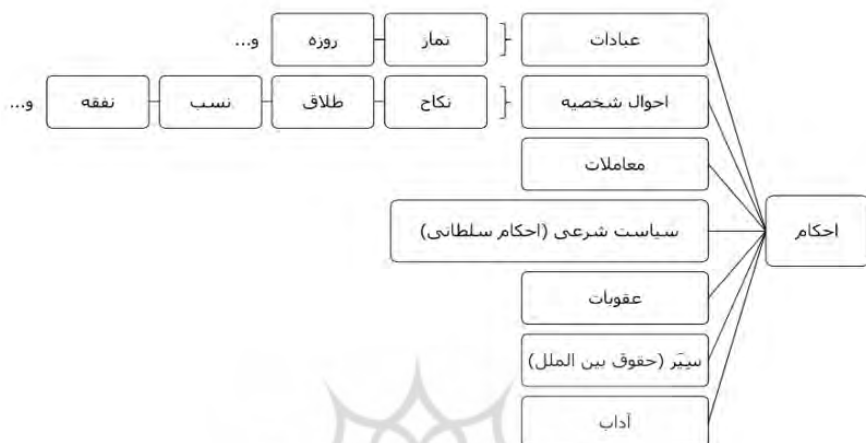 احکام
عبادات } نماز روزه و...
احوال شخصیه } نکاح طلاق نسب نفقه و...
معاملات
سیاست شرعی (احکام سلطانی)
عقوبات
سِیَر (حقوق بین الملل)
آداب